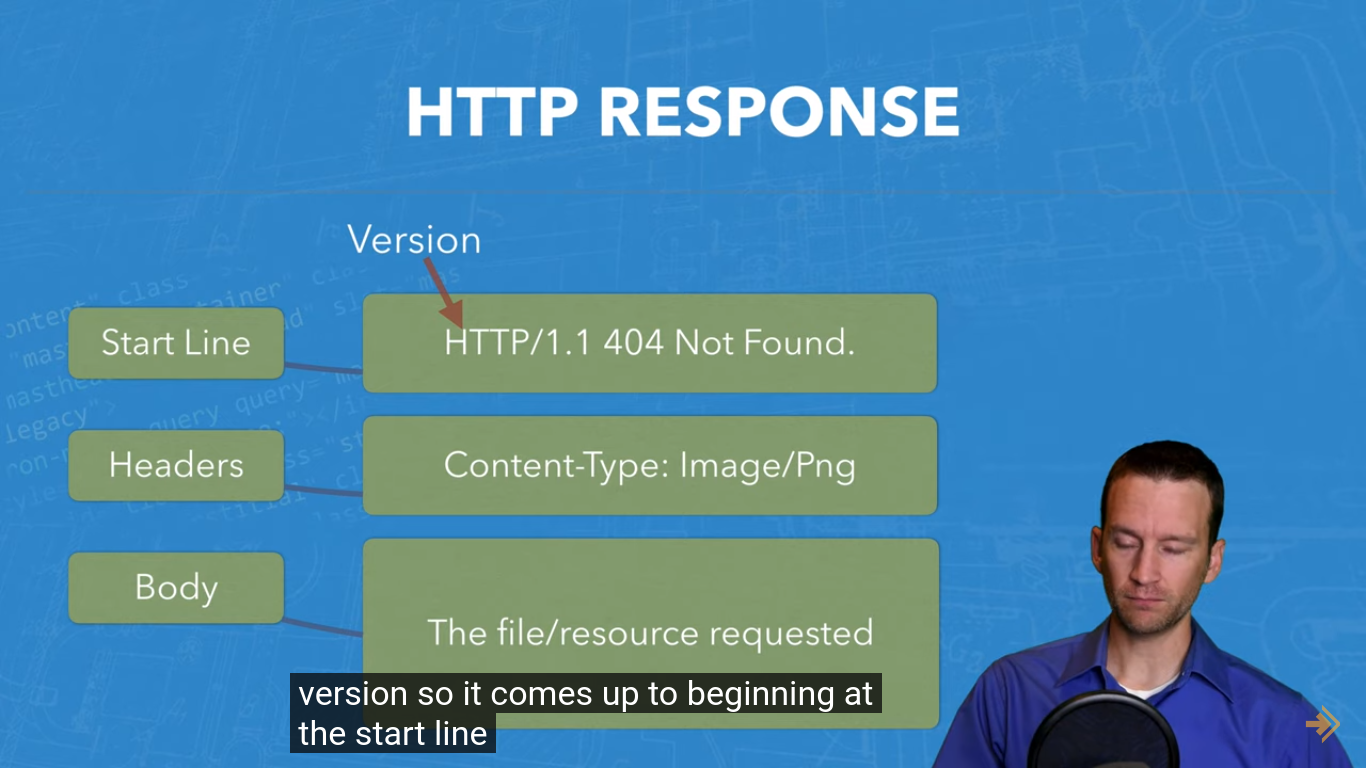 HTTP RESPONSE
Version
Start Line
HTTP/1.1 404 Not Found.
Headers
Content-Type: Image/Png
Body
The file/resource requested
version so it comes up to beginning at
the start line